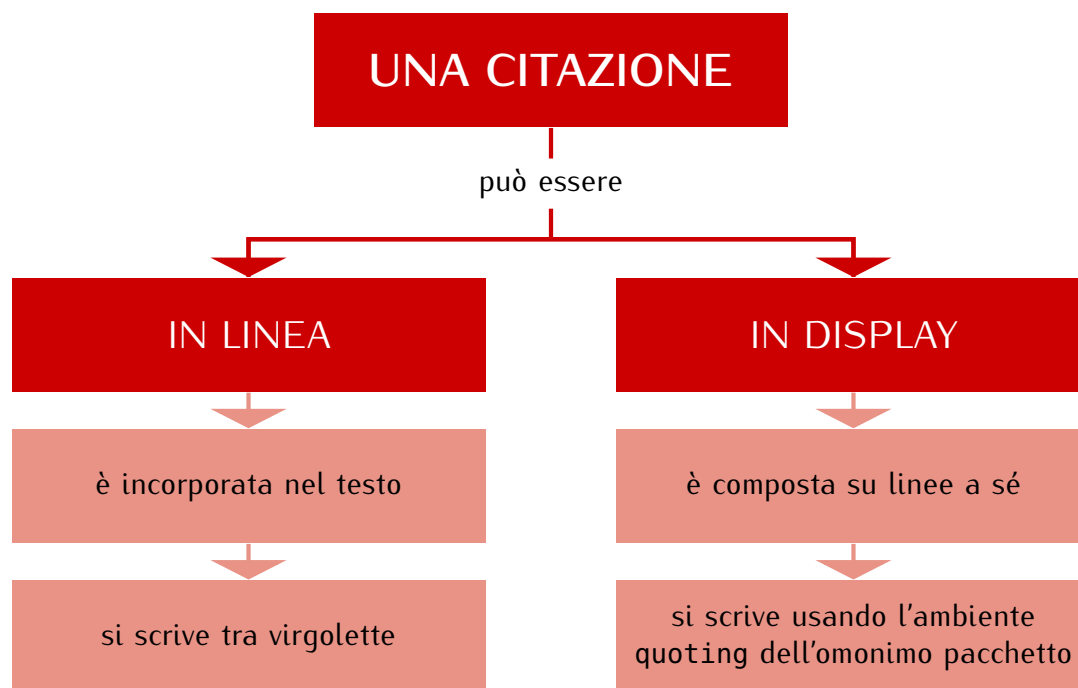 UNA CITAZIONE
può essere
IN LINEA
IN DISPLAY
è incorporata nel testo
è composta su linee a sé
si scrive tra virgolette
si scrive usando l'ambiente
quoting dell'omonimo pacchetto